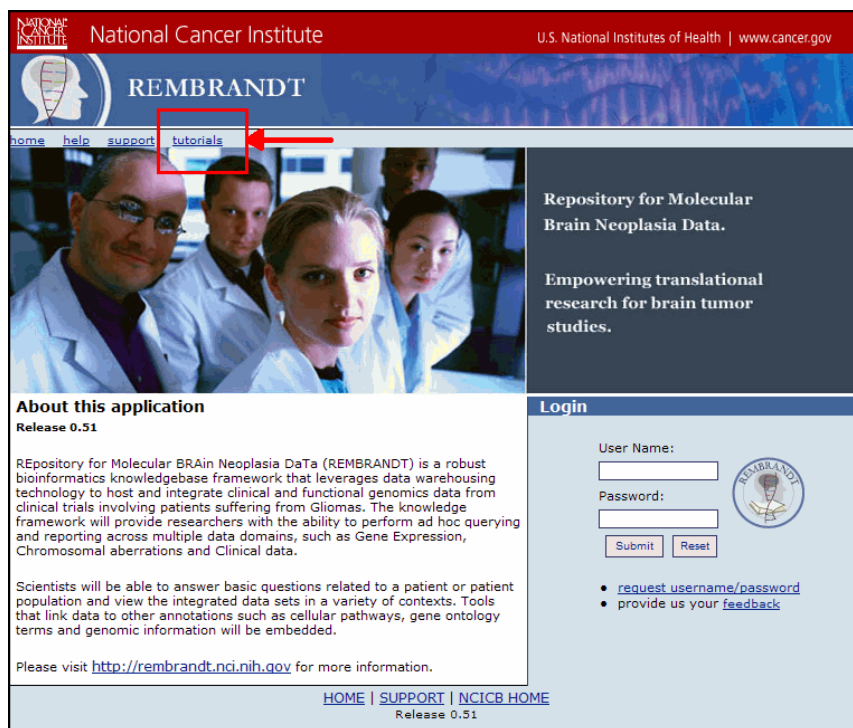 NATIONAL
CANCER
INSTITUTE
National Cancer Institute
U.S. National Institutes of Health | www.cancer.gov
REMBRANDT
home help support tutorials
Repository for Molecular
Brain Neoplasia Data.
Empowering translational
research for brain tumor
studies.
About this application
Release 0.51
REpository for Molecular BRAin Neoplasia DaTa (REMBRANDT) is a robust
bioinformatics knowledgebase framework that leverages data warehousing
technology to host and integrate clinical and functional genomics data from
clinical trials involving patients suffering from Gliomas. The knowledge
framework will provide researchers with the ability to perform ad hoc querying
and reporting across multiple data domains, such as Gene Expression,
Chromosomal aberrations and Clinical data.
Scientists will be able to answer basic questions related to a patient or patient
population and view the integrated data sets in a variety of contexts. Tools
that link data to other annotations such as cellular pathways, gene ontology
terms and genomic information will be embedded.
Please visit http://rembrandt.nci.nih.gov for more information.
Login
User Name:
REMBRANDT
Password:
Submit Reset
• request username/password
• provide us your feedback
HOME | SUPPORT | NCICB HOME
Release 0.51